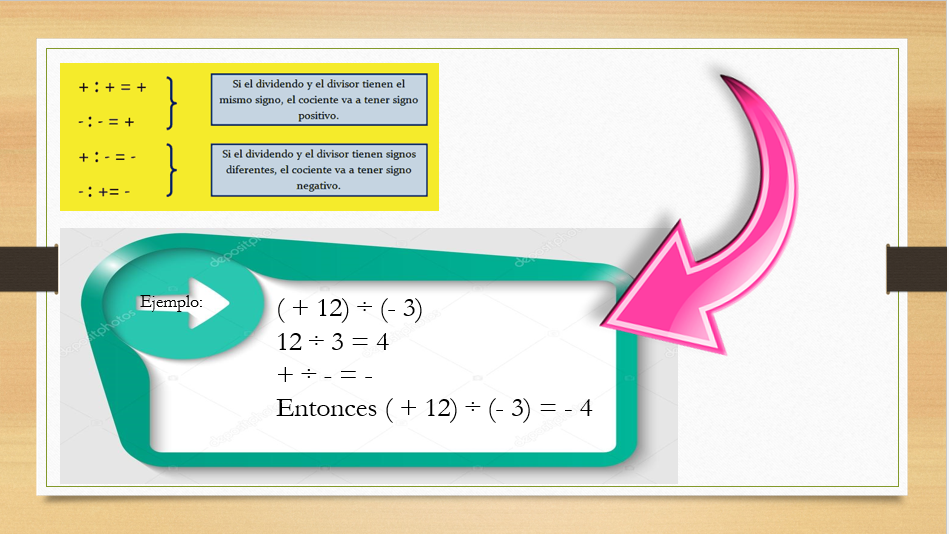 + : + = +
- : - = +
+ : - = -
- : += -
Si el dividendo y el divisor tienen el
mismo signo, el cociente va a tener signo
positivo.
Si el dividendo y el divisor tienen signos
diferentes, el cociente va a tener signo
negativo.
Ejemplo:
( + 12) ÷ (- 3)
12 ÷ 3 = 4
+ ÷ - = -
Entonces ( + 12) ÷ (- 3) = - 4
depositphotos